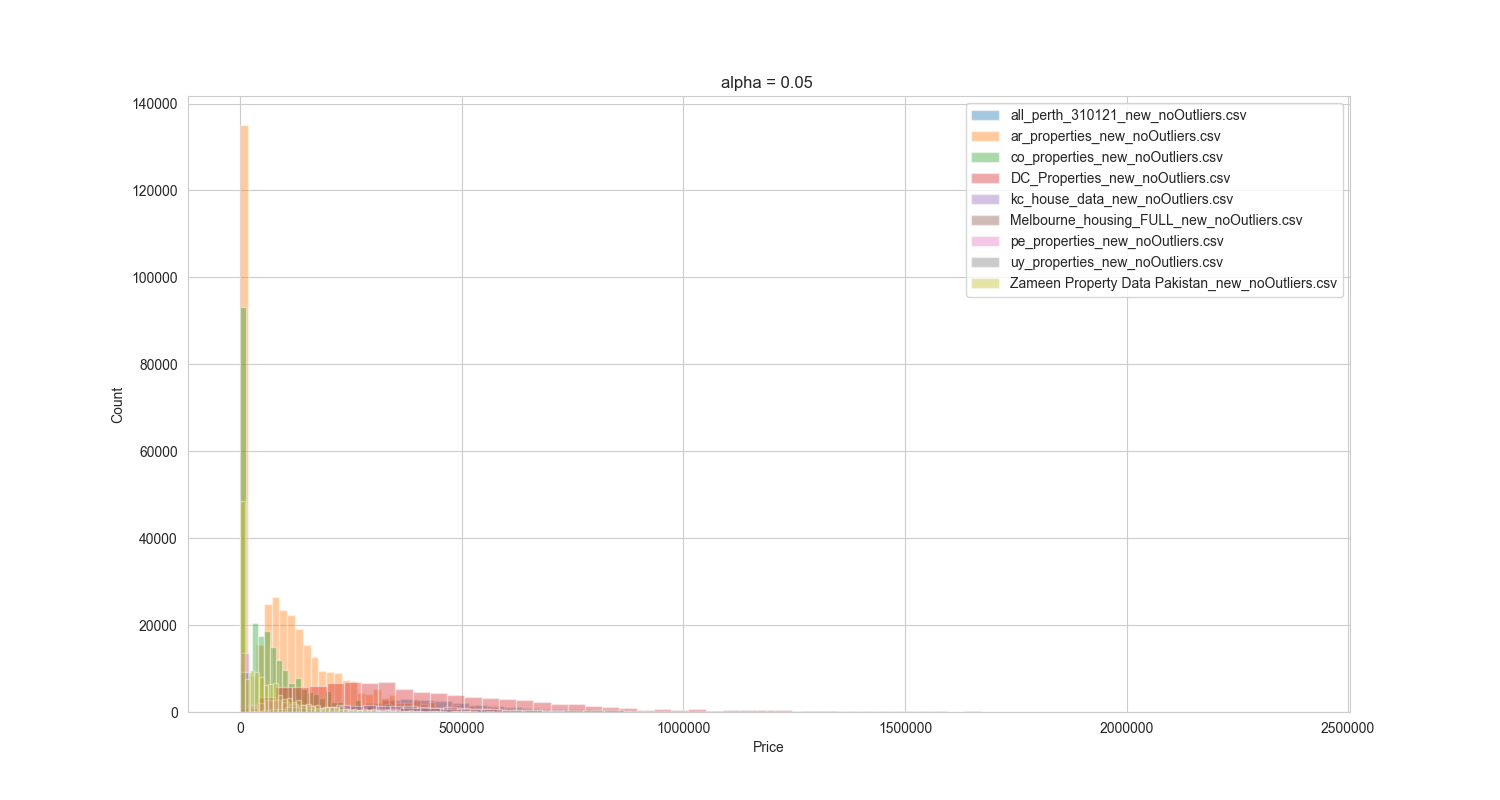 alpha = 0.05
140000
120000
100000
80000
60000
40000
20000
0
Count
0
500000
1000000
1500000
2000000
2500000
Price
all_perth_310121_new_noOutliers.csv
ar_properties_new_noOutliers.csv
co_properties_new_noOutliers.csv
DC_Properties_new_noOutliers.csv
kc_house_data_new_noOutliers.csv
Melbourne_housing_FULL_new_noOutliers.csv
pe_properties_new_noOutliers.csv
uy_properties_new_noOutliers.csv
Zameen Property Data Pakistan_new_noOutliers.csv